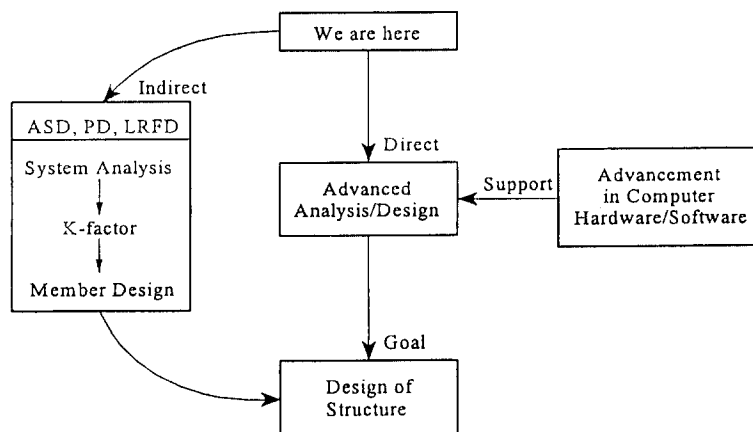 We are here
Indirect
ASD, PD, LRFD
System Analysis
K-factor
Member Design
Direct
Advanced
Analysis/Design
Support
Advancement
in Computer
Hardware/Software
Goal
Design of
Structure